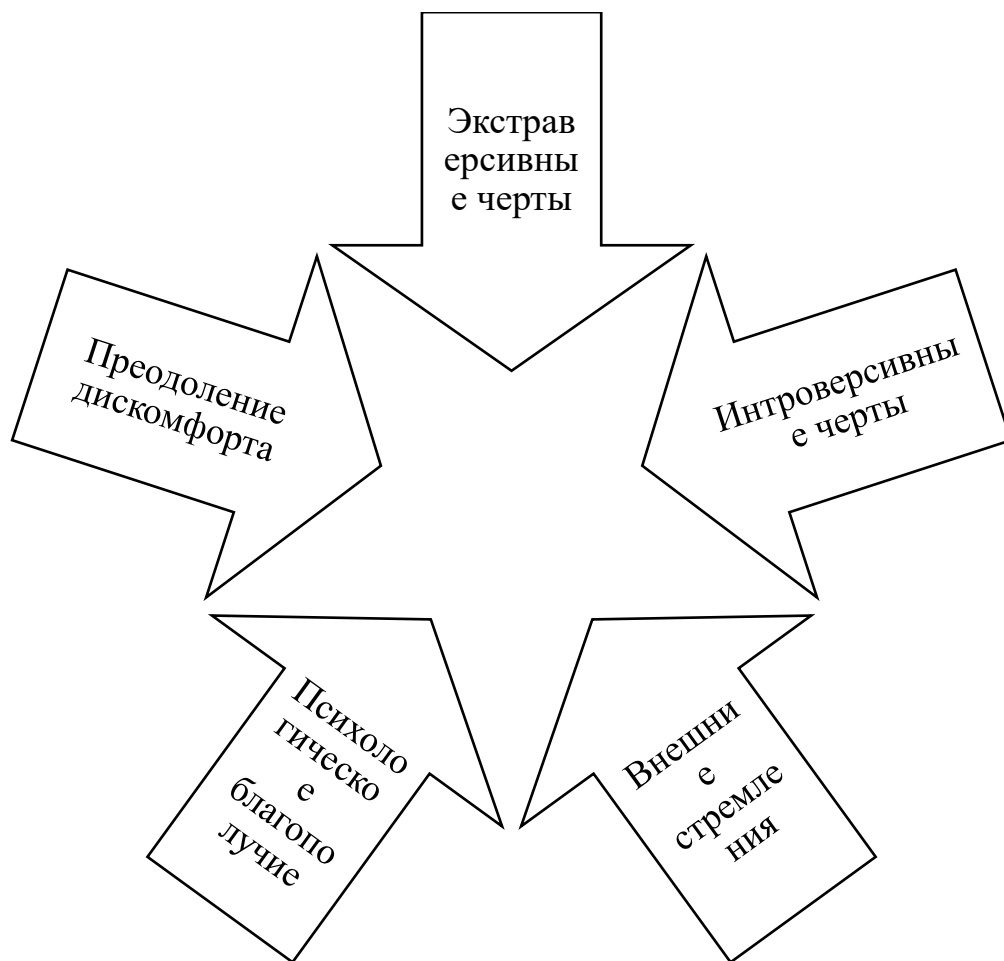 Экстрав
ерсивны
е черты
Интроверсивны
е черты
Внешни
е
стремле
ния
Психоло
гическо
е
благопо
лучие
Преодоление
дискомфорта